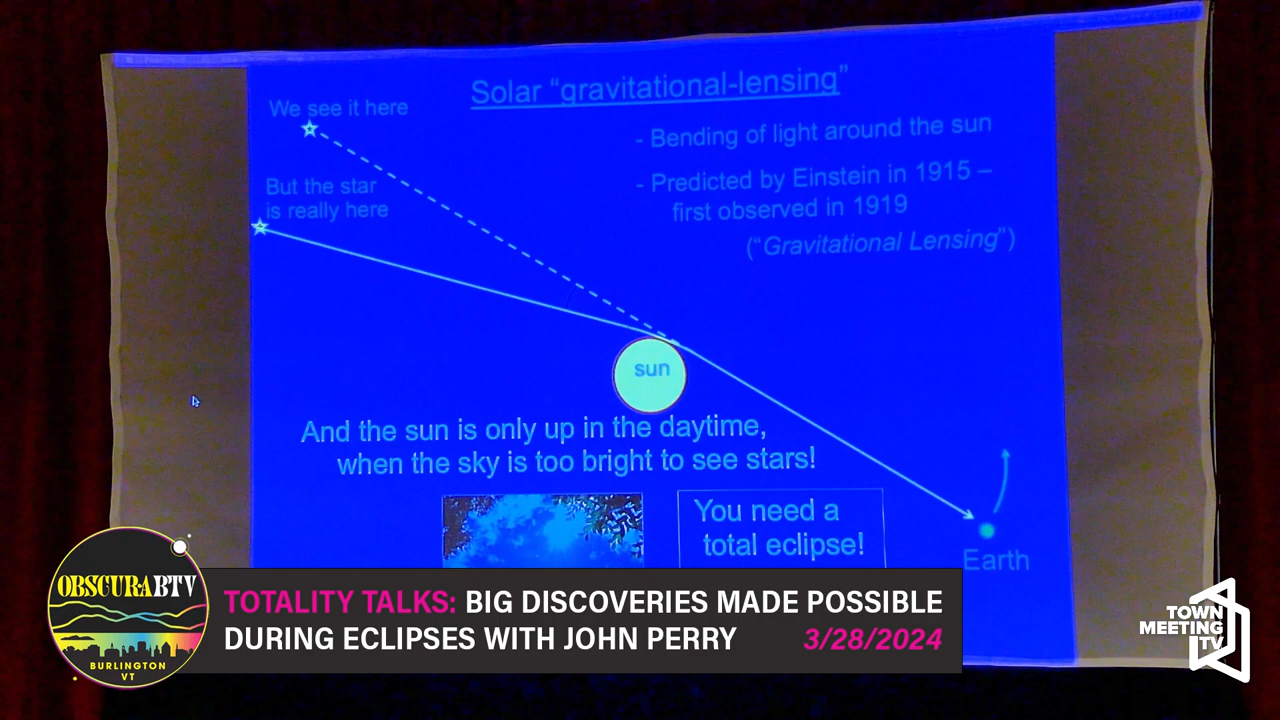 Solar “gravitational-lensing”
We see it here
- Bending of light around the sun
- Predicted by Einstein in 1915 –
first observed in 1919
(“Gravitational Lensing”)
But the star
is really here
sun
And the sun is only up in the daytime,
when the sky is too bright to see stars!
You need a
total eclipse!
Earth
OBSCURABTV
BURLINGTON
VT
TOTALITY TALKS: BIG DISCOVERIES MADE POSSIBLE
DURING ECLIPSES WITH JOHN PERRY 3/28/2024
TOWN
MEETING
TV